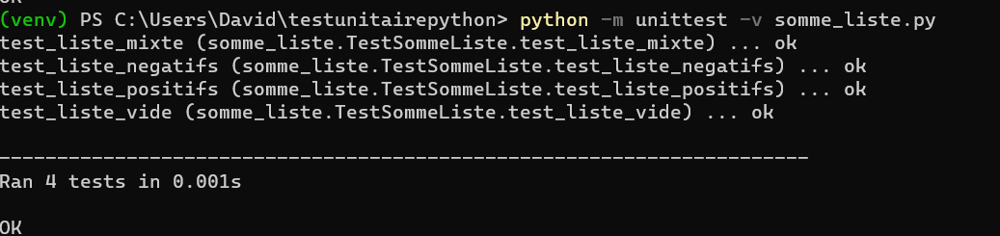 OK
(venv) PS C:\Users\David\testunitairepython> python -m unittest -v somme_liste.py
test_liste_mixte (somme_liste.TestSommeListe.test_liste_mixte) ... ok
test_liste_negatifs (somme_liste.TestSommeListe.test_liste_negatifs) ... ok
test_liste_positifs (somme_liste.TestSommeListe.test_liste_positifs) ... ok
test_liste_vide (somme_liste.TestSommeListe.test_liste_vide) ... ok
----------------------------------------------------------------------
Ran 4 tests in 0.001s
OK